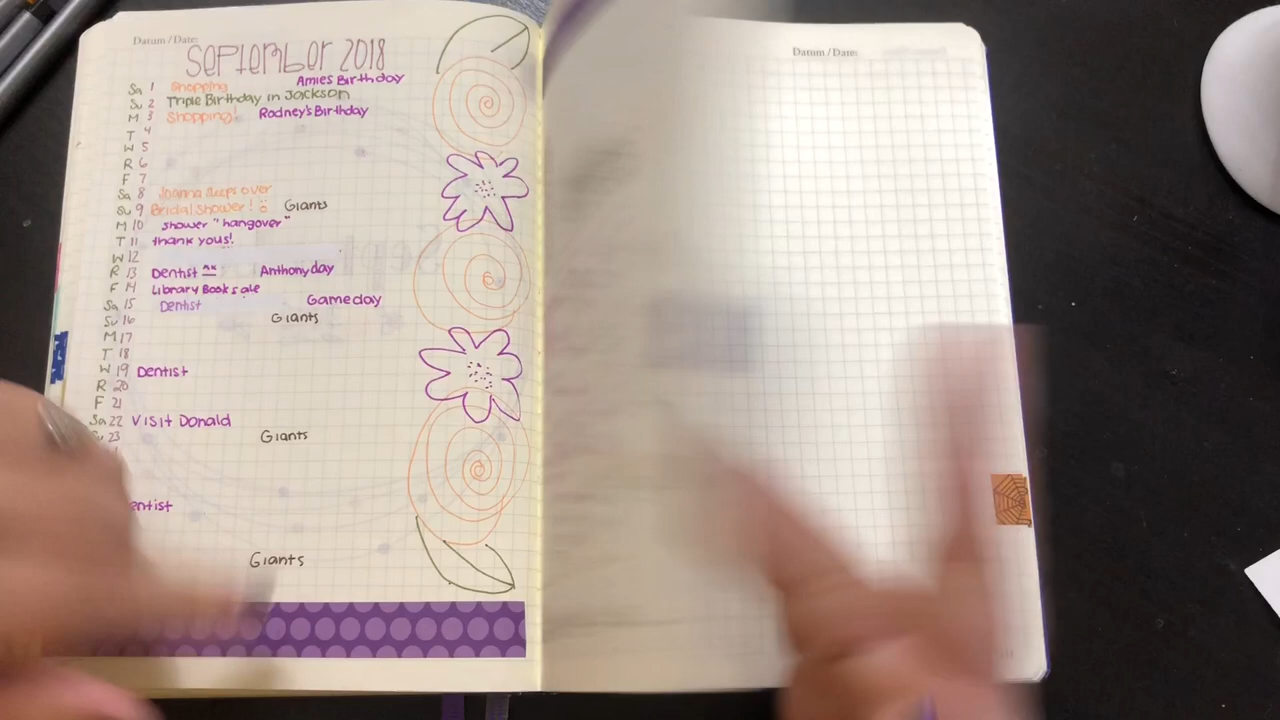 Datum / Date:
SEPTEMBER 2018
Sa 1 Shopping Amies Birthday
Su 2 Triple Birthday in Jackson
M 3 Shopping! Rodney's Birthday
T 4
W 5
R 6
F 7
Sa 8 Joanna sleeps over
Su 9 Bridal Shower! Giants
M 10 shower "hangover"
T 11 thank yous!
W 12
R 13 Dentist Anthony day
F 14 Library Book sale
Sa 15 Dentist Gameday
Su 16 Giants
M 17
T 18
W 19 Dentist
R 20
F 21
Sa 22 Visit Donald
23 Giants
entist
Giants
Datum / Date: